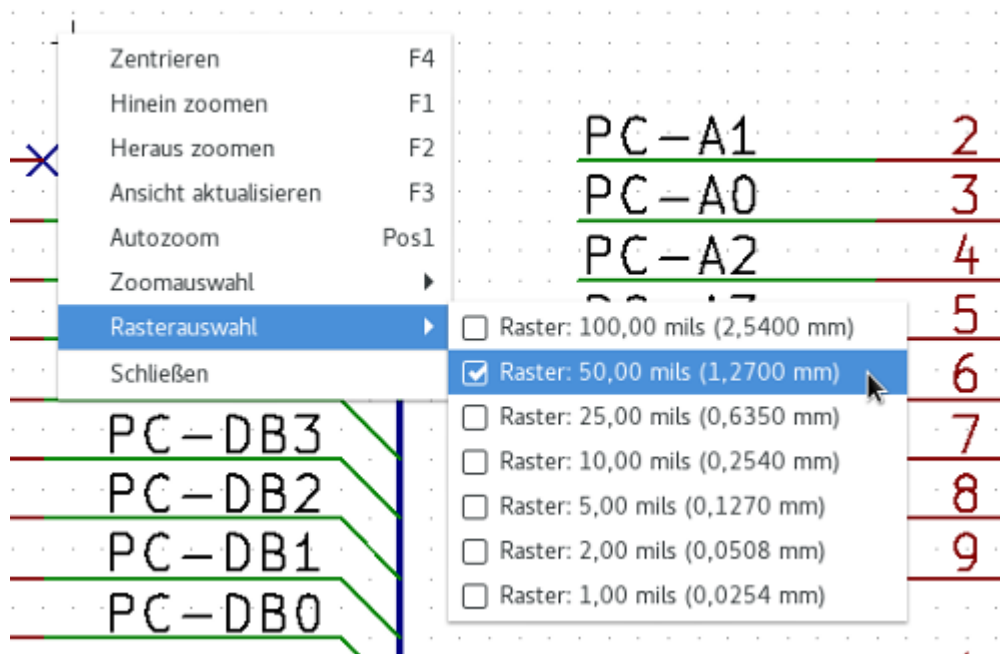 Zentrieren F4
Hinein zoomen F1
Heraus zoomen F2
Ansicht aktualisieren F3
Autozoom Pos1
Zoomauswahl
Rasterauswahl
Schließen
Raster: 100,00 mils (2,5400 mm)
Raster: 50,00 mils (1,2700 mm)
Raster: 25,00 mils (0,6350 mm)
Raster: 10,00 mils (0,2540 mm)
Raster: 5,00 mils (0,1270 mm)
Raster: 2,00 mils (0,0508 mm)
Raster: 1,00 mils (0,0254 mm)
PC-A1 2
PC-A0 3
PC-A2 4
5
6
7
8
9
PC-DB3
PC-DB2
PC-DB1
PC-DB0